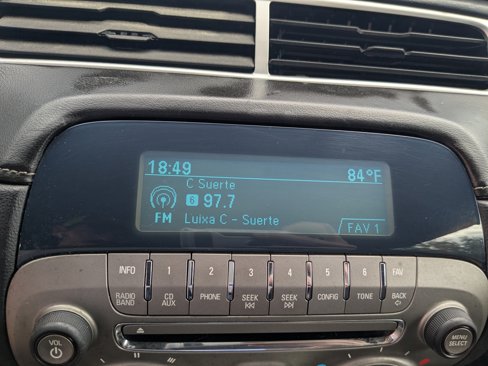 18:49 84°F
C Suerte
6 97.7
FM Luixa C - Suerte
FAV 1
INFO 1 2 3 4 5 6 FAV
RADIO BAND CD AUX PHONE SEEK SEEK CONFIG TONE BACK
VOL
MENU SELECT